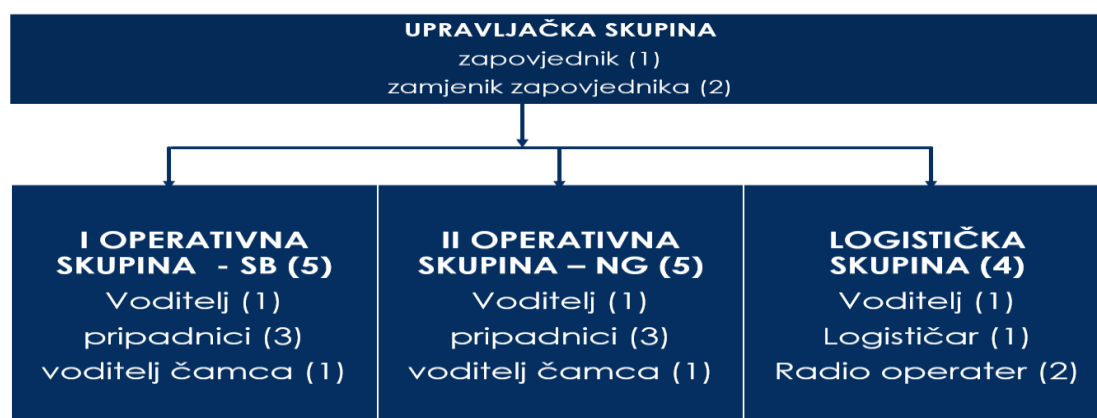 UPRAVLJAČKA SKUPINA
zapovjednik (1)
zamjenik zapovjednika (2)
I OPERATIVNA
SKUPINA - SB (5)
Voditelj (1)
pripadnici (3)
voditelj čamca (1)
II OPERATIVNA
SKUPINA – NG (5)
Voditelj (1)
pripadnici (3)
voditelj čamca (1)
LOGISTIČKA
SKUPINA (4)
Voditelj (1)
Logističar (1)
Radio operater (2)